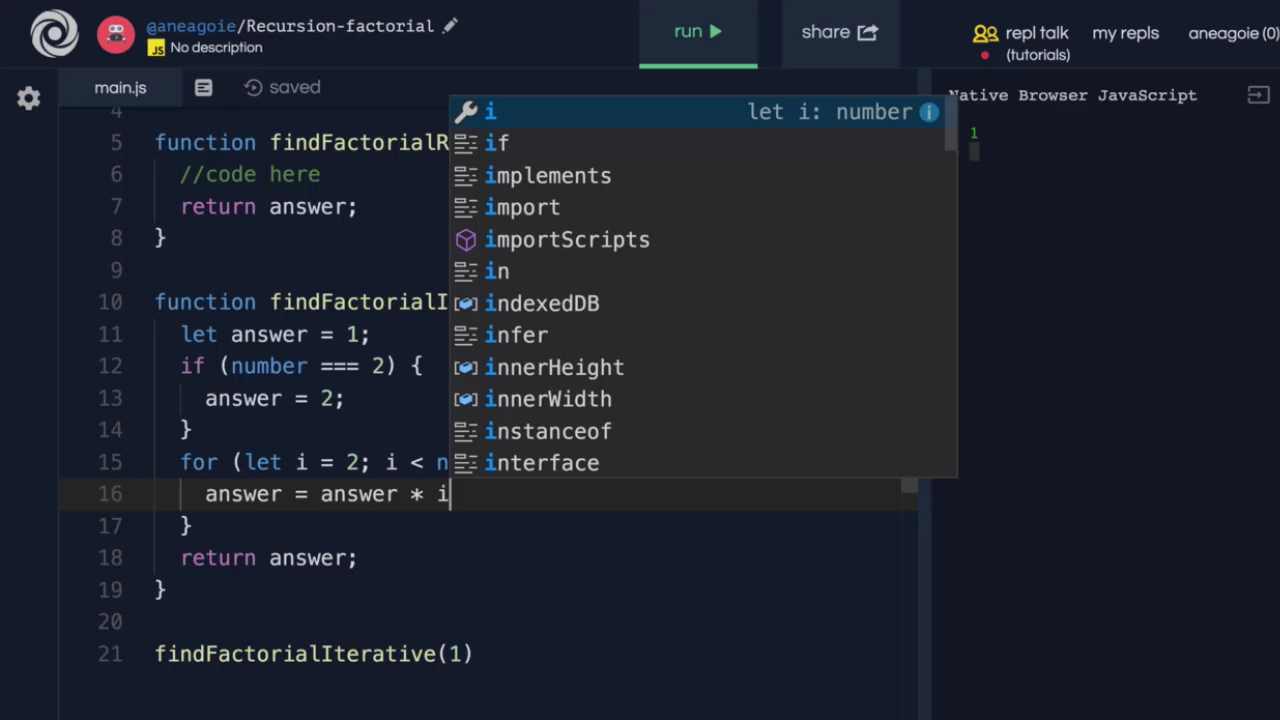 @aneagoie/Recursion-factorial
JS No description
run
share
repl talk
(tutorials)
my repls
aneagoie (0)
main.js
saved
Native Browser JavaScript
1
4
5 function findFactorialR
6 //code here
7 return answer;
8 }
9
10 function findFactorialI
11 let answer = 1;
12 if (number === 2) {
13 answer = 2;
14 }
15 for (let i = 2; i < n
16 answer = answer * i
17 }
18 return answer;
19 }
20
21 findFactorialIterative(1)
i let i: number
if
implements
import
importScripts
in
indexedDB
infer
innerHeight
innerWidth
instanceof
interface